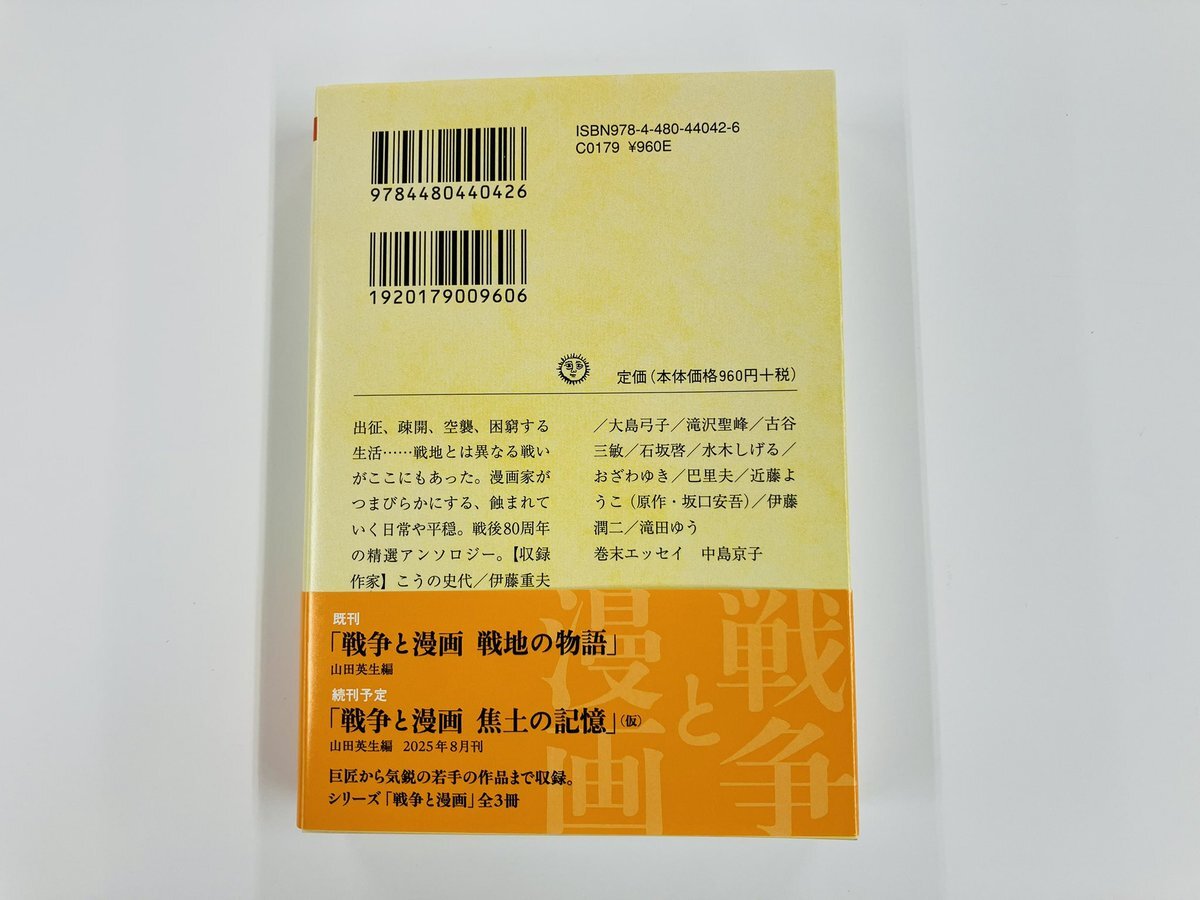 ISBN978-4-480-44042-6
C0179 ¥960E
9784480440426
1920179009606
定価(本体価格960円+税)
出征、疎開、空襲、困窮する
生活……戦地とは異なる戦い
がここにもあった。漫画家が
つまびらかにする、蝕まれて
いく日常や平穏。戦後80周年
の精選アンソロジー。【収録
作家】こうの史代/伊藤重夫
/大島弓子/滝沢聖峰/古谷
三敏/石坂啓/水木しげる/
おざわゆき/巴里夫/近藤よ
うこ(原作・坂口安吾)/伊藤
潤二/滝田ゆう
巻末エッセイ 中島京子
既刊
「戦争と漫画 戦地の物語」
山田英生編
続刊予定
「戦争と漫画 焦土の記憶」(仮)
山田英生編 2025年8月刊
巨匠から気鋭の若手の作品まで収録。
シリーズ「戦争と漫画」全3冊
戦争
と
漫画